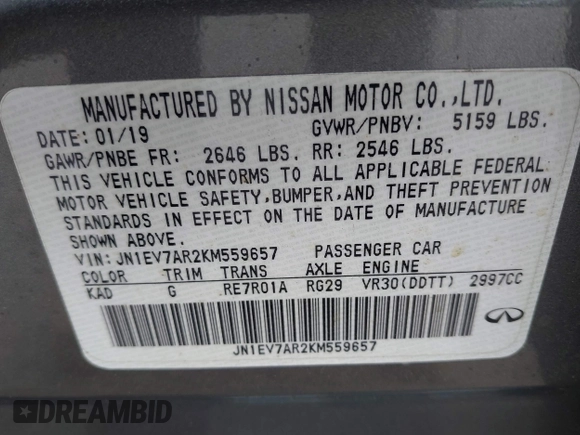 MANUFACTURED BY NISSAN MOTOR CO.,LTD.
DATE: 01/19 GVWR/PNBV: 5159 LBS.
GAWR/PNBE FR: 2646 LBS. RR: 2546 LBS.
THIS VEHICLE CONFORMS TO ALL APPLICABLE FEDERAL
MOTOR VEHICLE SAFETY,BUMPER,AND THEFT PREVENTION
STANDARDS IN EFFECT ON THE DATE OF MANUFACTURE
SHOWN ABOVE.
VIN: JN1EV7AR2KM559657 PASSENGER CAR
COLOR TRIM TRANS AXLE ENGINE
KAD G RE7R01A RG29 VR30(DDTT) 2997CC
JN1EV7AR2KM559657
DREAMBID